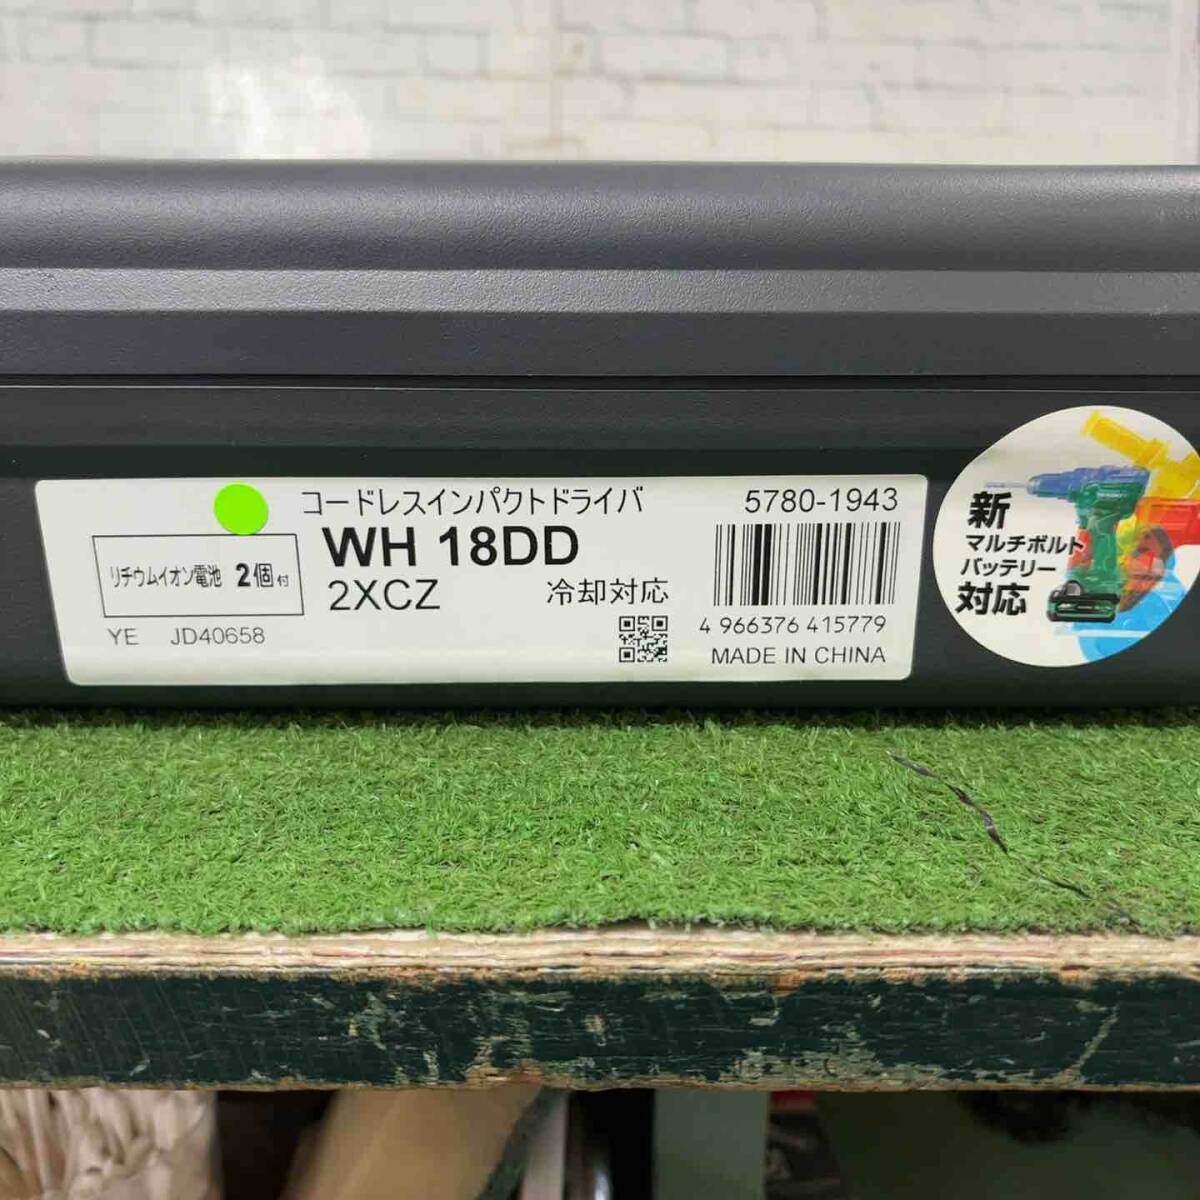 コードレスインパクトドライバ
WH 18DD
2XCZ
冷却対応
リチウムイオン電池 2個付
YE JD40658
5780-1943
4 966376 415779
MADE IN CHINA
新
マルチボルト
バッテリー
対応